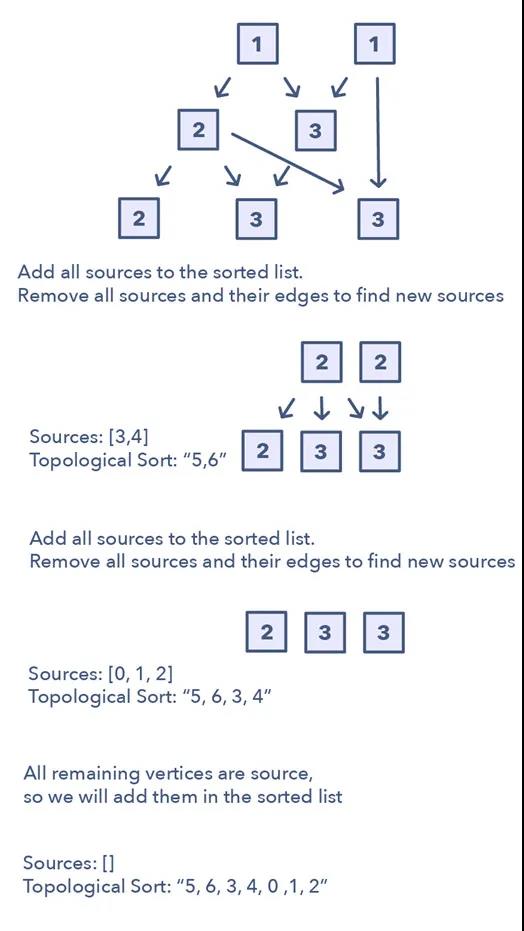 1 1
2 3
2 3 3
Add all sources to the sorted list.
Remove all sources and their edges to find new sources
2 2
Sources: [3,4]
2 3 3
Topological Sort: “5,6”
Add all sources to the sorted list.
Remove all sources and their edges to find new sources
2 3 3
Sources: [0, 1, 2]
Topological Sort: “5, 6, 3, 4”
All remaining vertices are source,
so we will add them in the sorted list
Sources: []
Topological Sort: “5, 6, 3, 4, 0 ,1, 2”